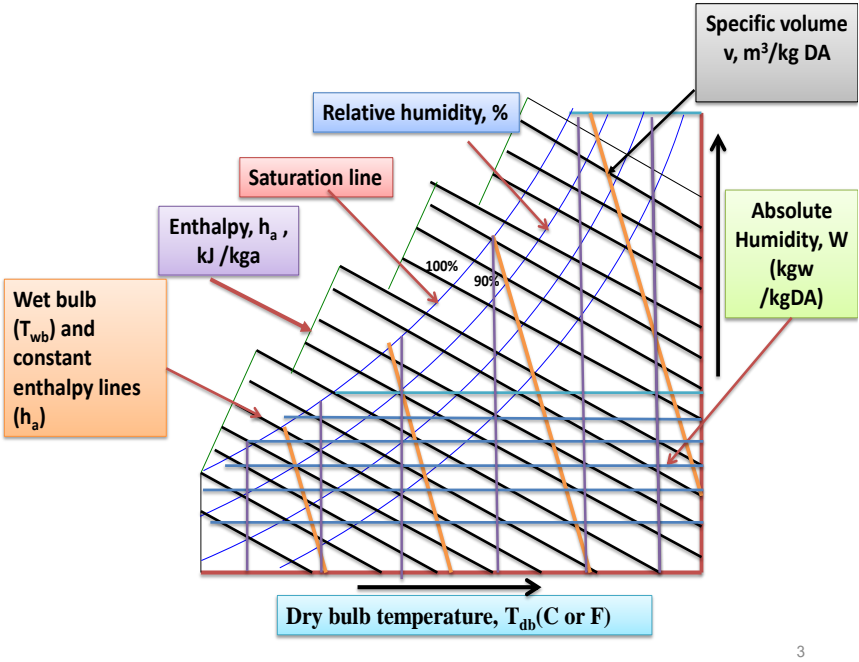 Specific volume
v, m³/kg DA
Relative humidity, %
Saturation line
Enthalpy, hₐ ,
kJ /kga
Wet bulb
(T_wb) and
constant
enthalpy lines
(hₐ)
100%
90%
Absolute
Humidity, W
(kgw
/kgDA)
Dry bulb temperature, T_db(C or F)
3